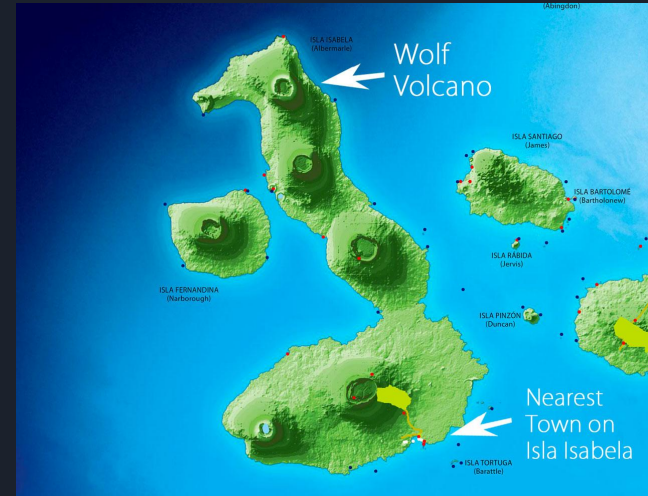 (Abingdon)
ISLA ISABELA
(Albermarle)
Wolf
Volcano
ISLA SANTIAGO
(James)
ISLA BARTOLOMÉ
(Bartholonew)
ISLA RÁBIDA
(Jervis)
ISLA FERNANDINA
(Narborough)
ISLA PINZÓN
(Duncan)
Nearest
Town on
Isla Isabela
ISLA TORTUGA
(Barattle)